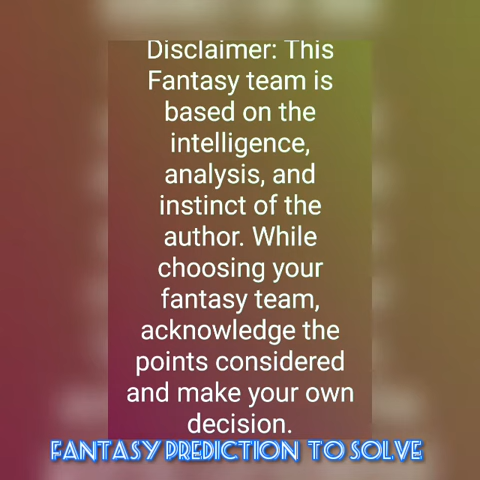 Disclaimer: This
Fantasy team is
based on the
intelligence,
analysis, and
instinct of the
author. While
choosing your
fantasy team,
acknowledge the
points considered
and make your own
decision.
FANTASY PREDICTION TO SOLVE